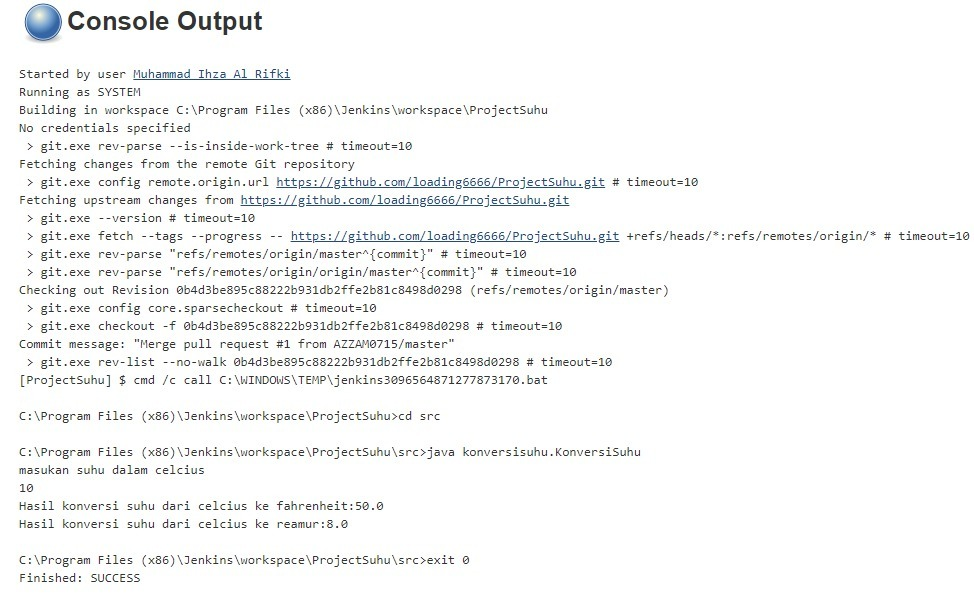 Console Output
Started by user Muhammad Ihza Al Rifki
Running as SYSTEM
Building in workspace C:\Program Files (x86)\Jenkins\workspace\ProjectSuhu
No credentials specified
 > git.exe rev-parse --is-inside-work-tree # timeout=10
Fetching changes from the remote Git repository
 > git.exe config remote.origin.url https://github.com/loading6666/ProjectSuhu.git # timeout=10
Fetching upstream changes from https://github.com/loading6666/ProjectSuhu.git
 > git.exe --version # timeout=10
 > git.exe fetch --tags --progress -- https://github.com/loading6666/ProjectSuhu.git +refs/heads/*:refs/remotes/origin/* # timeout=10
 > git.exe rev-parse "refs/remotes/origin/master^{commit}" # timeout=10
 > git.exe rev-parse "refs/remotes/origin/origin/master^{commit}" # timeout=10
Checking out Revision 0b4d3be895c88222b931db2ffe2b81c8498d0298 (refs/remotes/origin/master)
 > git.exe config core.sparsecheckout # timeout=10
 > git.exe checkout -f 0b4d3be895c88222b931db2ffe2b81c8498d0298 # timeout=10
Commit message: "Merge pull request #1 from AZZAM0715/master"
 > git.exe rev-list --no-walk 0b4d3be895c88222b931db2ffe2b81c8498d0298 # timeout=10
[ProjectSuhu] $ cmd /c call C:\WINDOWS\TEMP\jenkins3096564871277873170.bat
C:\Program Files (x86)\Jenkins\workspace\ProjectSuhu>cd src
C:\Program Files (x86)\Jenkins\workspace\ProjectSuhu\src>java konversisuhu.KonversiSuhu
masukan suhu dalam celcius
10
Hasil konversi suhu dari celcius ke fahrenheit:50.0
Hasil konversi suhu dari celcius ke reamur:8.0
C:\Program Files (x86)\Jenkins\workspace\ProjectSuhu\src>exit 0
Finished: SUCCESS